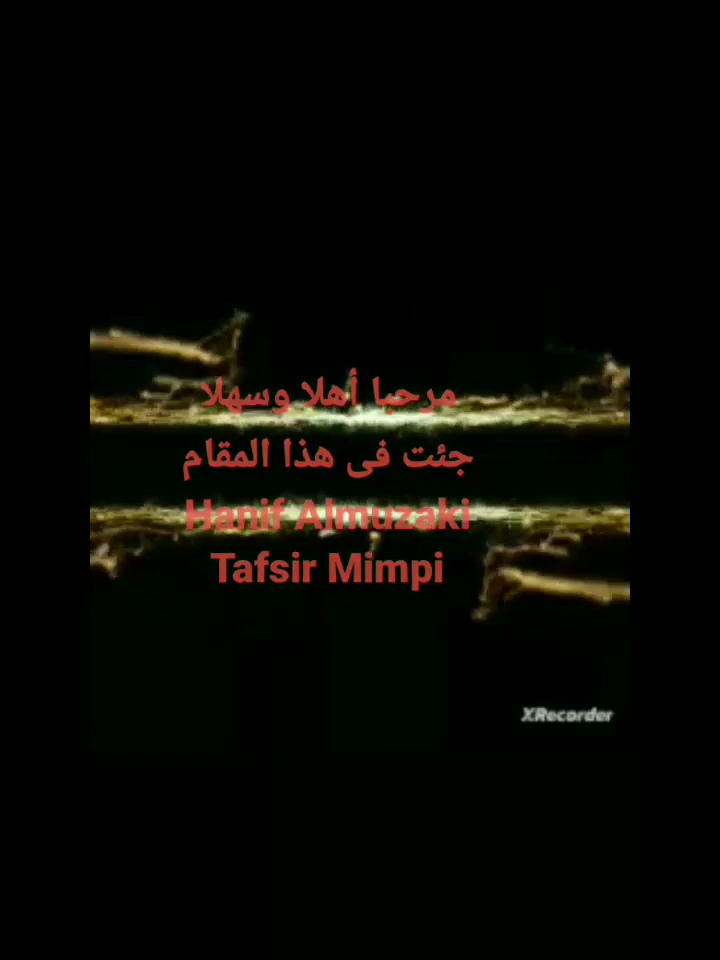 مرحبا أهلا وسهلا
جئت فى هذا المقام
Hanif Almuzaki
Tafsir Mimpi
XRecorder